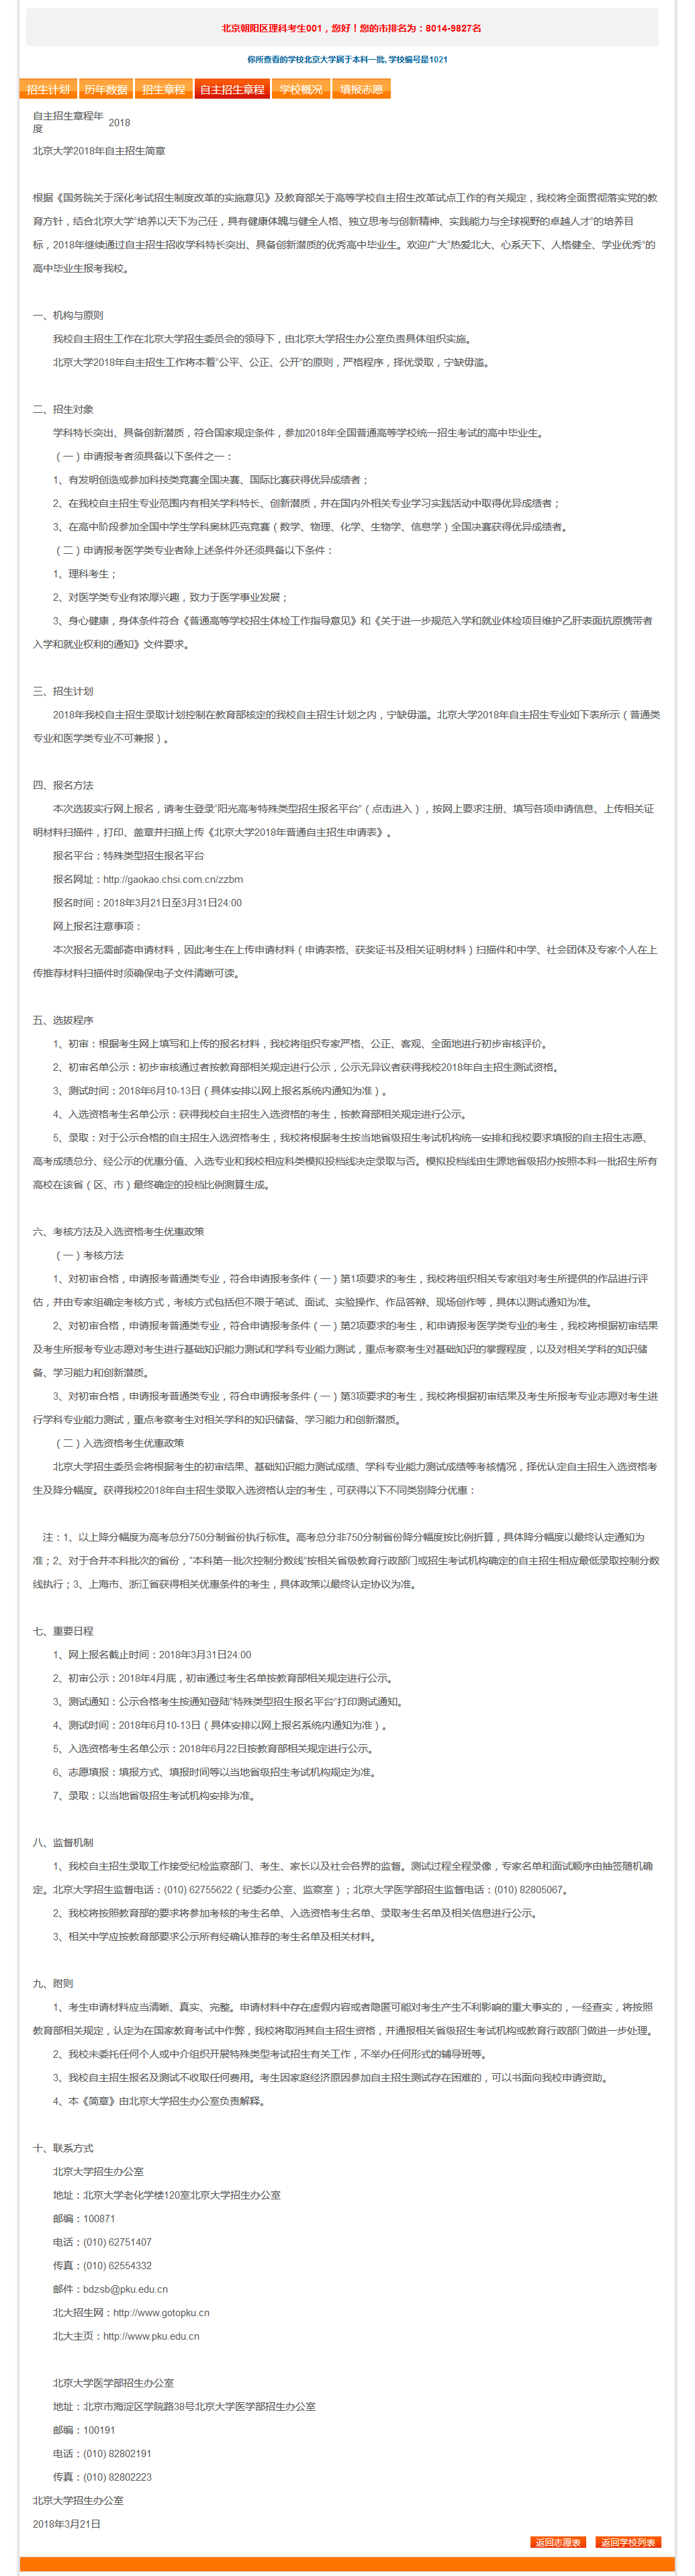 北京朝阳区理科考生001，您好！您的市排名为：8014-9827名
你所查看的学校北京大学属于本科一批, 学校编号是1021
招生计划 历年数据 招生章程 自主招生章程 学校概况 填报志愿
自主招生章程年度 2018
北京大学2018年自主招生简章
根据《国务院关于深化考试招生制度改革的实施意见》及教育部关于高等学校自主招生改革试点工作的有关规定，我校将全面贯彻落实党的教
育方针，结合北京大学“培养以天下为己任，具有健康体魄与健全人格、独立思考与创新精神、实践能力与全球视野的卓越人才”的培养目
标，2018年继续通过自主招生招收学科特长突出、具备创新潜质的优秀高中毕业生。欢迎广大“热爱北大、心系天下、人格健全、学业优秀”的
高中毕业生报考我校。
一、机构与原则
我校自主招生工作在北京大学招生委员会的领导下，由北京大学招生办公室负责具体组织实施。
北京大学2018年自主招生工作将本着“公平、公正、公开”的原则，严格程序，择优录取，宁缺毋滥。
二、招生对象
学科特长突出、具备创新潜质，符合国家规定条件，参加2018年全国普通高等学校统一招生考试的高中毕业生。
（一）申请报考者须具备以下条件之一：
1、有发明创造或参加科技类竞赛全国决赛、国际比赛获得优异成绩者；
2、在我校自主招生专业范围内有相关学科特长、创新潜质，并在国内外相关专业学习实践活动中取得优异成绩者；
3、在高中阶段参加全国中学生学科奥林匹克竞赛（数学、物理、化学、生物学、信息学）全国决赛获得优异成绩者。
（二）申请报考医学类专业者除上述条件外还须具备以下条件：
1、理科考生；
2、对医学类专业有浓厚兴趣，致力于医学事业发展；
3、身心健康，身体条件符合《普通高等学校招生体检工作指导意见》和《关于进一步规范入学和就业体检项目维护乙肝表面抗原携带者
入学和就业权利的通知》文件要求。
三、招生计划
2018年我校自主招生录取计划控制在教育部核定的我校自主招生计划之内，宁缺毋滥。北京大学2018年自主招生专业如下表所示（普通类
专业和医学类专业不可兼报）。
四、报名方法
本次选拔实行网上报名，请考生登录“阳光高考特殊类型招生报名平台”（点击进入），按网上要求注册、填写各项申请信息、上传相关证
明材料扫描件，打印、盖章并扫描上传《北京大学2018年普通自主招生申请表》。
报名平台：特殊类型招生报名平台
报名网址：http://gaokao.chsi.com.cn/zzbm
报名时间：2018年3月21日至3月31日24:00
网上报名注意事项：
本次报名无需邮寄申请材料，因此考生在上传申请材料（申请表格、获奖证书及相关证明材料）扫描件和中学、社会团体及专家个人在上
传推荐材料扫描件时须确保电子文件清晰可读。
五、选拔程序
1、初审：根据考生网上填写和上传的报名材料，我校将组织专家严格、公正、客观、全面地进行初步审核评价。
2、初审名单公示：初步审核通过者按教育部相关规定进行公示，公示无异议者获得我校2018年自主招生测试资格。
3、测试时间：2018年6月10-13日（具体安排以网上报名系统内通知为准）。
4、入选资格考生名单公示：获得我校自主招生入选资格的考生，按教育部相关规定进行公示。
5、录取：对于公示合格的自主招生入选资格考生，我校将根据考生按当地省级招生考试机构统一安排和我校要求填报的自主招生志愿、
高考成绩总分、经公示的优惠分值、入选专业和我校相应科类模拟投档线决定录取与否。模拟投档线由生源地省级招办按照本科一批招生所有
高校在该省（区、市）最终确定的投档比例测算生成。
六、考核方法及入选资格考生优惠政策
（一）考核方法
1、对初审合格，申请报考普通类专业，符合申请报考条件（一）第1项要求的考生，我校将组织相关专家组对考生所提供的作品进行评
估，并由专家组确定考核方式，考核方式包括但不限于笔试、面试、实验操作、作品答辩、现场创作等，具体以测试通知为准。
2、对初审合格，申请报考普通类专业，符合申请报考条件（一）第2项要求的考生，和申请报考医学类专业的考生，我校将根据初审结果
及考生所报考专业志愿对考生进行基础知识能力测试和学科专业能力测试，重点考察考生对基础知识的掌握程度，以及对相关学科的知识储
备、学习能力和创新潜质。
3、对初审合格，申请报考普通类专业，符合申请报考条件（一）第3项要求的考生，我校将根据初审结果及考生所报考专业志愿对考生进
行学科专业能力测试，重点考察考生对相关学科的知识储备、学习能力和创新潜质。
（二）入选资格考生优惠政策
北京大学招生委员会将根据考生的初审结果、基础知识能力测试成绩、学科专业能力测试成绩等考核情况，择优认定自主招生入选资格考
生及降分幅度。获得我校2018年自主招生录取入选资格认定的考生，可获得以下不同类别降分优惠：
注：1、以上降分幅度为高考总分750分制省份执行标准。高考总分非750分制省份降分幅度按比例折算，具体降分幅度以最终认定通知为
准；2、对于合并本科批次的省份，“本科第一批次控制分数线”按相关省级教育行政部门或招生考试机构确定的自主招生相应最低录取控制分数
线执行；3、上海市、浙江省获得相关优惠条件的考生，具体政策以最终认定协议为准。
七、重要日程
1、网上报名截止时间：2018年3月31日24:00
2、初审公示：2018年4月底，初审通过考生名单按教育部相关规定进行公示。
3、测试通知：公示合格考生按通知登陆“特殊类型招生报名平台”打印测试通知。
4、测试时间：2018年6月10-13日（具体安排以网上报名系统内通知为准）。
5、入选资格考生名单公示：2018年6月22日按教育部相关规定进行公示。
6、志愿填报：填报方式、填报时间等以当地省级招生考试机构规定为准。
7、录取：以当地省级招生考试机构安排为准。
八、监督机制
1、我校自主招生录取工作接受纪检监察部门、考生、家长以及社会各界的监督。测试过程全程录像，专家名单和面试顺序由抽签随机确
定。北京大学招生监督电话：(010) 62755622（纪委办公室、监察室）；北京大学医学部招生监督电话：(010) 82805067。
2、我校将按照教育部的要求将参加考核的考生名单、入选资格考生名单、录取考生名单及相关信息进行公示。
3、相关中学应按教育部要求公示所有经确认推荐的考生名单及相关材料。
九、附则
1、考生申请材料应当清晰、真实、完整。申请材料中存在虚假内容或者隐匿可能对考生产生不利影响的重大事实的，一经查实，将按照
教育部相关规定，认定为在国家教育考试中作弊，我校将取消其自主招生资格，并通报相关省级招生考试机构或教育行政部门做进一步处理。
2、我校未委托任何个人或中介组织开展特殊类型考试招生有关工作，不举办任何形式的辅导班等。
3、我校自主招生报名及测试不收取任何费用。考生因家庭经济原因参加自主招生测试存在困难的，可以书面向我校申请资助。
4、本《简章》由北京大学招生办公室负责解释。
十、联系方式
北京大学招生办公室
地址：北京大学老化学楼120室北京大学招生办公室
邮编：100871
电话：(010) 62751407
传真：(010) 62554332
邮件：bdzsb@pku.edu.cn
北大招生网：http://www.gotopku.cn
北大主页：http://www.pku.edu.cn
北京大学医学部招生办公室
地址：北京市海淀区学院路38号北京大学医学部招生办公室
邮编：100191
电话：(010) 82802191
传真：(010) 82802223
北京大学招生办公室
2018年3月21日
返回志愿表 返回学校列表